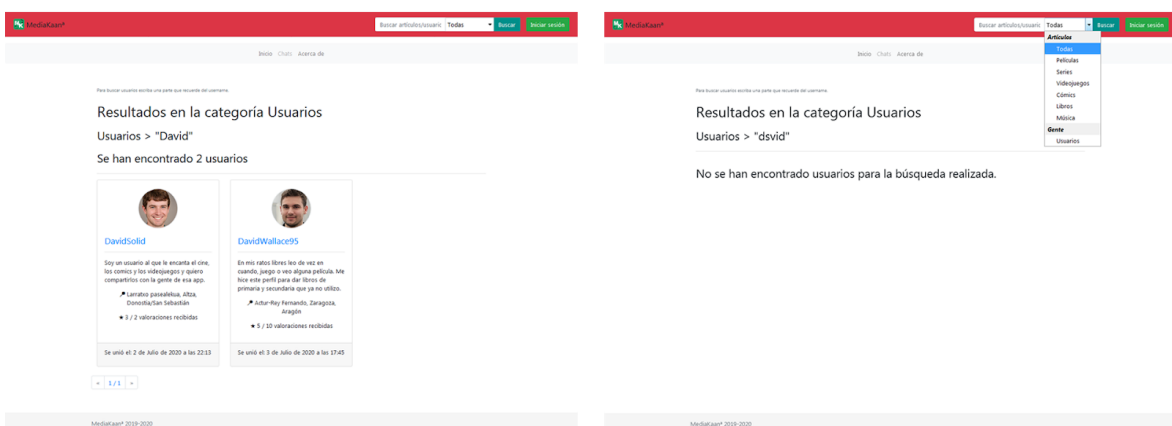 MediaKaan®
Buscar artículos/usuario
Todas
Buscar
Iniciar sesión
Inicio Chats Acerca de
Para buscar usuarios escriba una parte que recuerde del username.
Resultados en la categoría Usuarios
Usuarios > "David"
Se han encontrado 2 usuarios
DavidSolid
Soy un usuario al que le encanta el cine,
los comics y los videojuegos y quiero
compartirlos con la gente de esa app.
Larratxo pasealekua, Altza,
Donostia/San Sebastián
★ 3 / 2 valoraciones recibidas
Se unió el: 2 de Julio de 2020 a las 22:13
DavidWallace95
En mis ratos libres leo de vez en
cuando, juego o veo alguna película. Me
hice este perfil para dar libros de
primaria y secundaria que ya no utilizo.
Actur-Rey Fernando, Zaragoza,
Aragón
★ 5 / 10 valoraciones recibidas
Se unió el: 3 de Julio de 2020 a las 17:45
« 1 / 1 »
MediaKaan® 2019-2020
MediaKaan®
Buscar artículos/usuario
Todas
Buscar
Iniciar sesión
Artículos
Todas
Películas
Series
Videojuegos
Cómics
Libros
Música
Gente
Usuarios
Inicio Chats Acerca de
Para buscar usuarios escriba una parte que recuerde del username.
Resultados en la categoría Usuarios
Usuarios > "dsvid"
No se han encontrado usuarios para la búsqueda realizada.
MediaKaan® 2019-2020